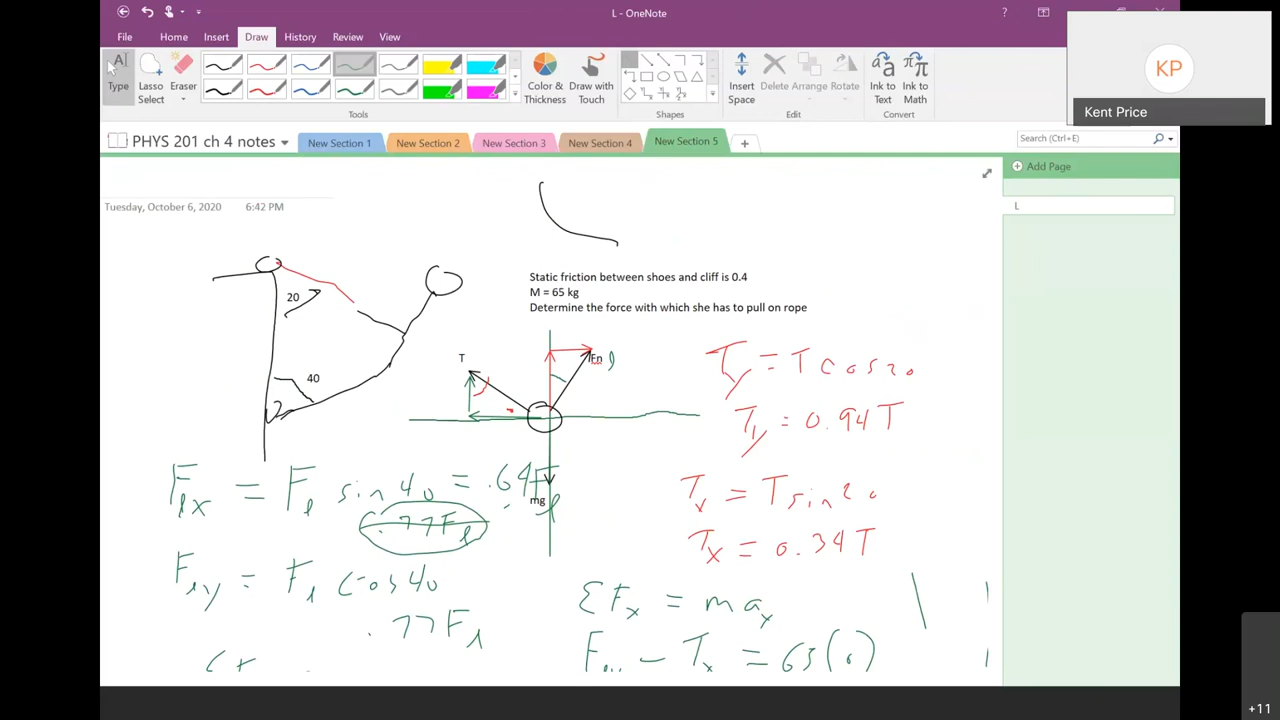 L - OneNote
?
File Home Insert Draw History Review View
Type
Lasso Select
Eraser
Color & Thickness
Draw with Touch
Insert Space
Delete
Arrange
Rotate
Ink to Text
Ink to Math
Tools
Shapes
Edit
Convert
KP
Kent Price
PHYS 201 ch 4 notes
New Section 1
New Section 2
New Section 3
New Section 4
New Section 5
Search (Ctrl+E)
Add Page
L
Tuesday, October 6, 2020 6:42 PM
20
40
Static friction between shoes and cliff is 0.4
M = 65 kg
Determine the force with which she has to pull on rope
T
Fn
l
mg
Ty = T cos 20
Ty = 0.94 T
Tx = T sin 20
Tx = 0.34 T
Flx = Fl sin 40 = .64 Fl
.77 Fl
Fly = Fl cos 40
.77 Fl
ΣFx = max
- Tx = 65(0)
+11